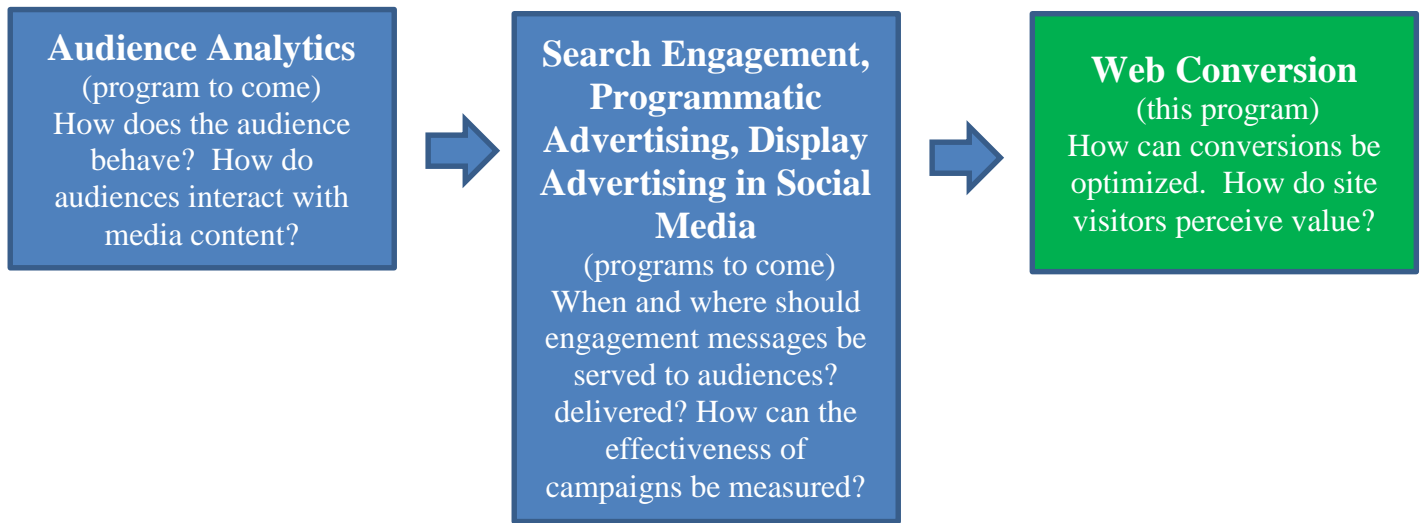 Audience Analytics
(program to come)
How does the audience
behave?  How do
audiences interact with
media content?
Search Engagement,
Programmatic
Advertising, Display
Advertising in Social
Media
(programs to come)
When and where should
engagement messages be
served to audiences?
delivered? How can the
effectiveness of
campaigns be measured?
Web Conversion
(this program)
How can conversions be
optimized.  How do site
visitors perceive value?